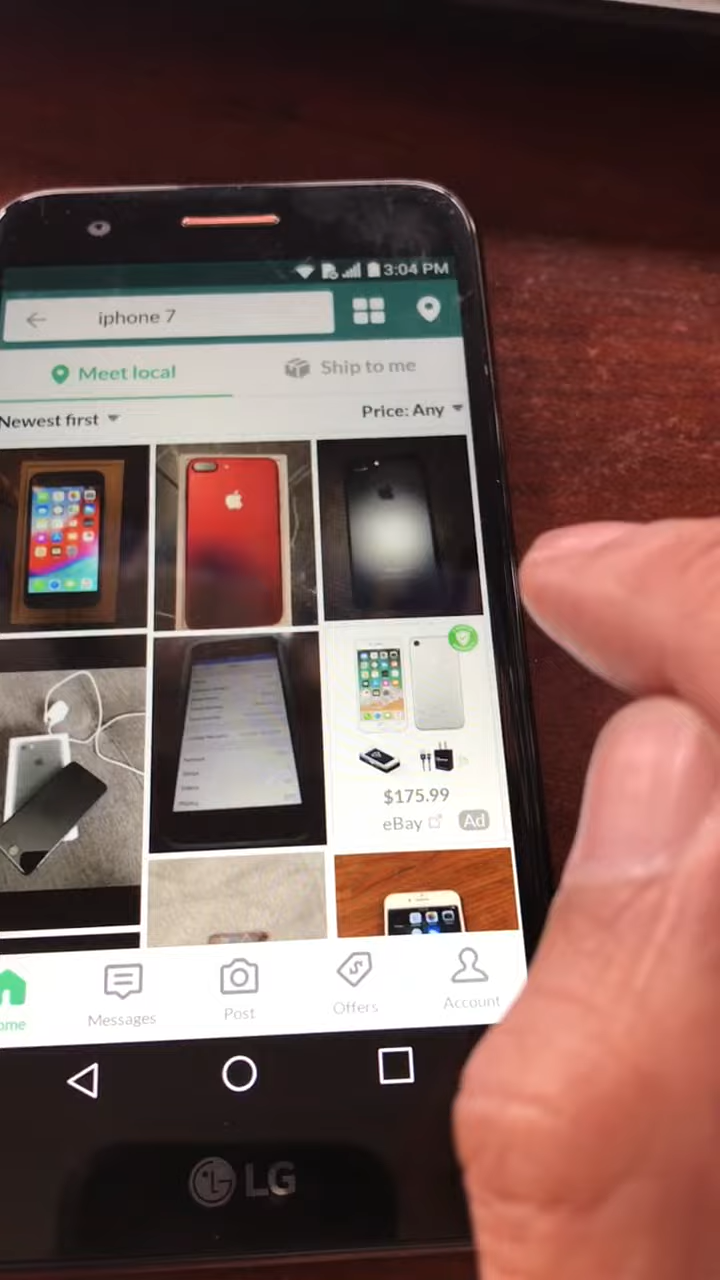 3:04 PM
iphone 7
Meet local
Ship to me
Newest first
Price: Any
$175.99
eBay
Ad
ome
Messages
Post
Offers
Account
LG